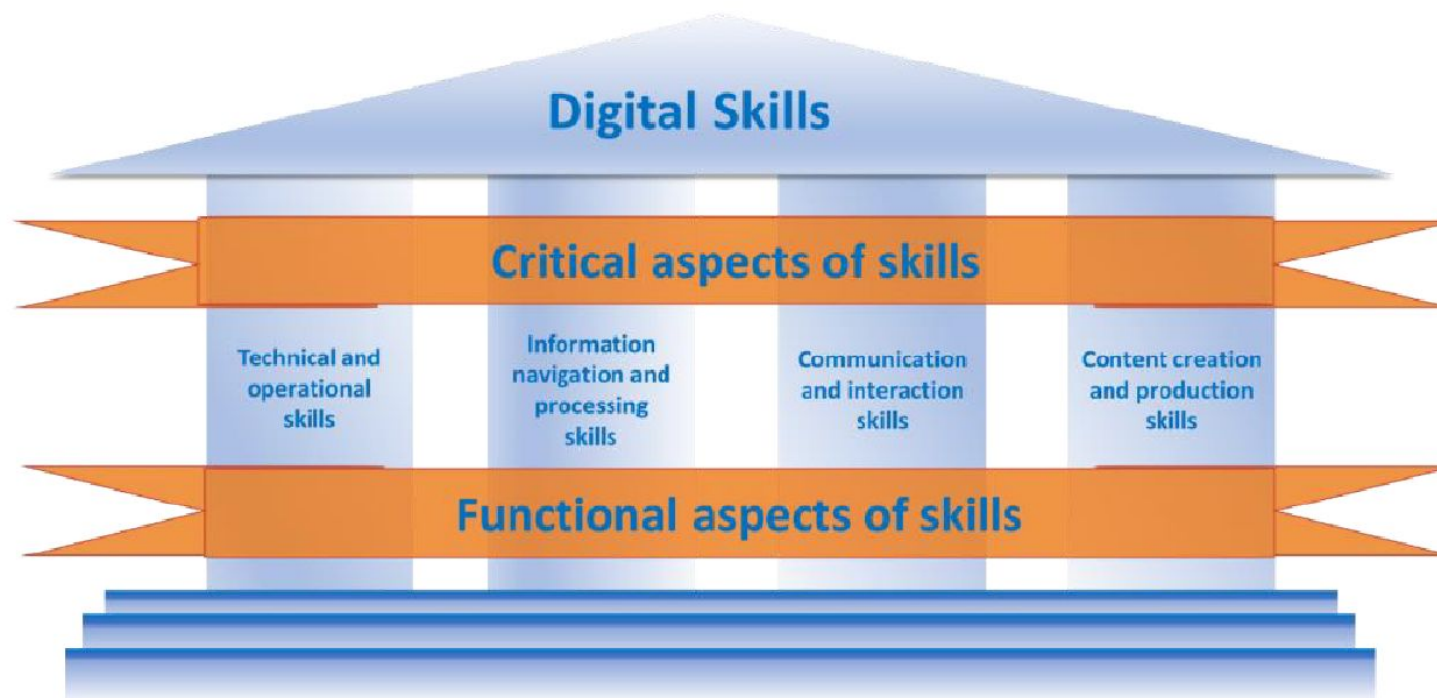 Digital Skills
Critical aspects of skills
Technical and
operational
skills
Information
navigation and
processing
skills
Communication
and interaction
skills
Content creation
and production
skills
Functional aspects of skills